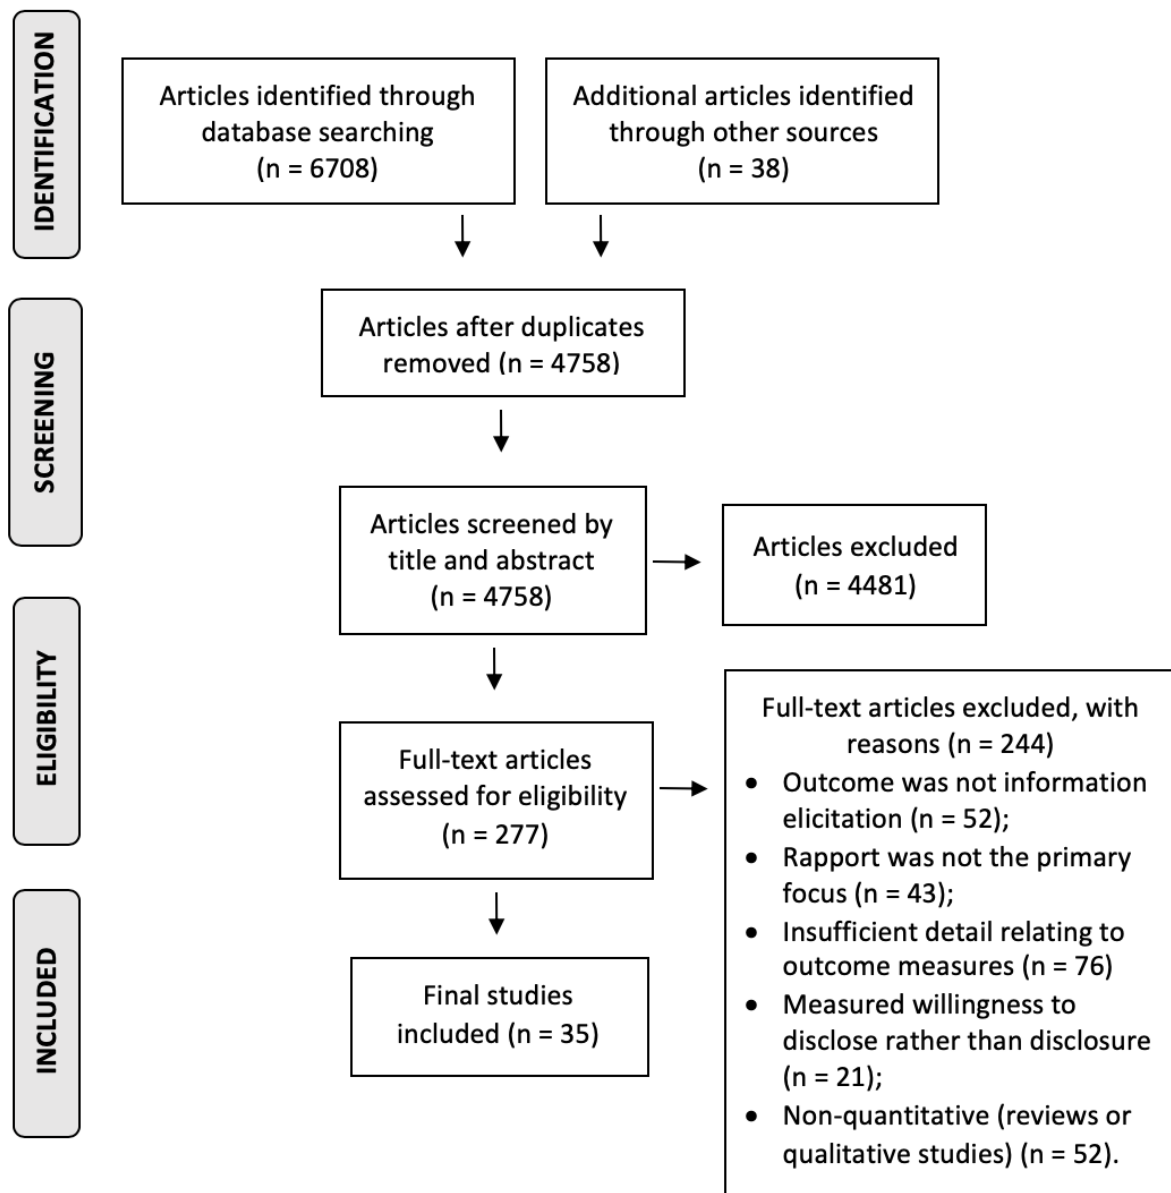 IDENTIFICATION
Articles identified through
database searching
(n = 6708)
Additional articles identified
through other sources
(n = 38)
SCREENING
Articles after duplicates
removed (n = 4758)
Articles screened by
title and abstract
(n = 4758)
Articles excluded
(n = 4481)
ELIGIBILITY
Full-text articles
assessed for eligibility
(n = 277)
Full-text articles excluded, with
reasons (n = 244)
• Outcome was not information
elicitation (n = 52);
• Rapport was not the primary
focus (n = 43);
• Insufficient detail relating to
outcome measures (n = 76)
• Measured willingness to
disclose rather than disclosure
(n = 21);
• Non-quantitative (reviews or
qualitative studies) (n = 52).
INCLUDED
Final studies
included (n = 35)